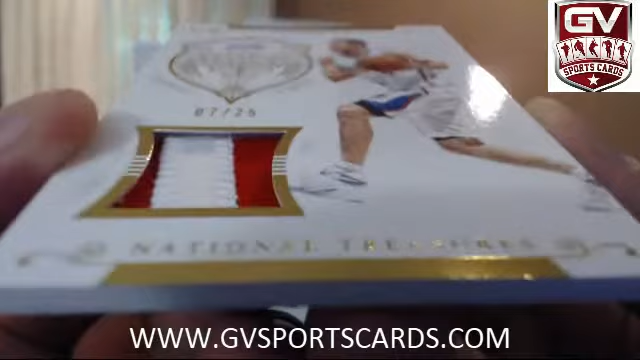 GV
SPORTS CARDS
07/25
NATIONAL TREASURES
WWW.GVSPORTSCARDS.COM